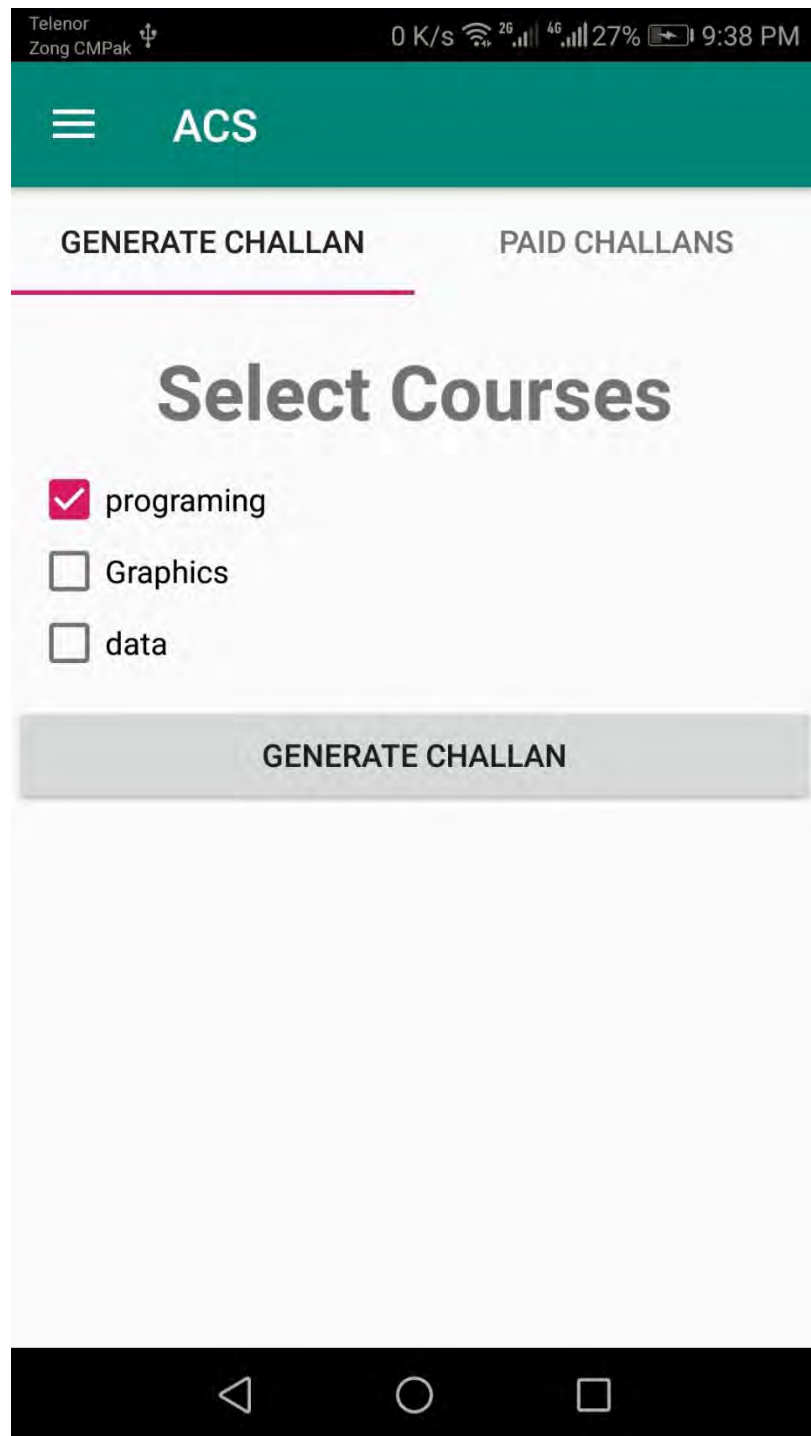 Telenor
Zong CMPak
0 K/s 2G 4G 27% 9:38 PM
ACS
GENERATE CHALLAN PAID CHALLANS
Select Courses
programing
Graphics
data
GENERATE CHALLAN